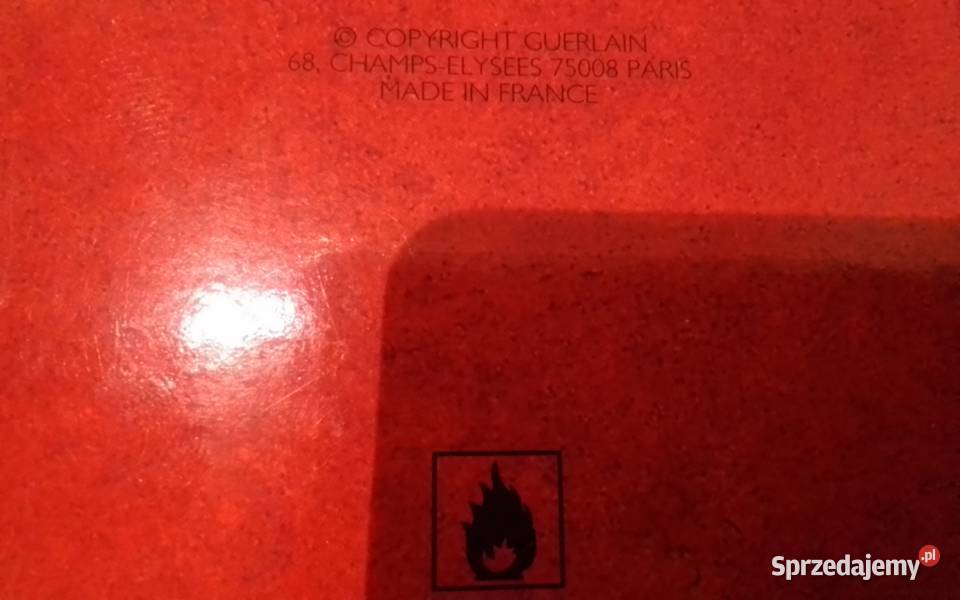 © COPYRIGHT GUERLAIN
68, CHAMPS-ELYSEES 75008 PARIS
MADE IN FRANCE
Sprzedajemy.pl